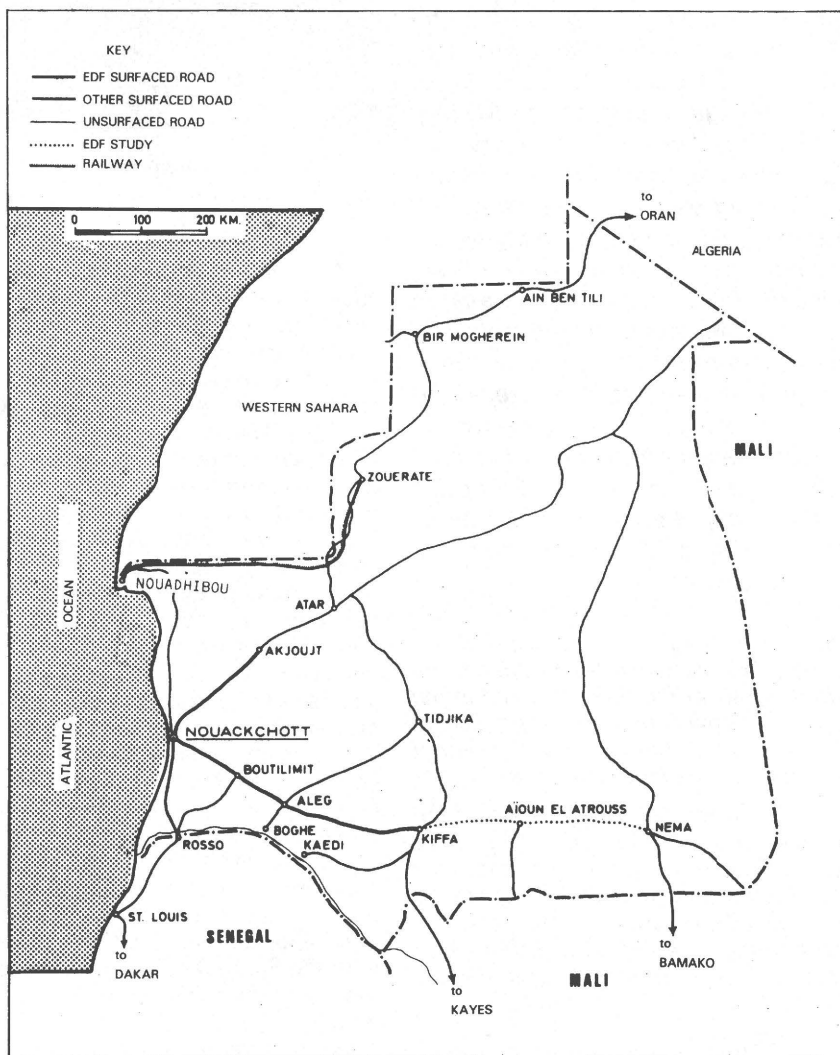 KEY
EDF SURFACED ROAD
OTHER SURFACED ROAD
UNSURFACED ROAD
EDF STUDY
RAILWAY
0 100 200 KM.
to
ORAN
ALGERIA
AIN BEN TILI
BIR MOGHEREIN
WESTERN SAHARA
MALI
ZOUERATE
NOUADHIBOU
OCEAN
ATAR
AKJOUJT
ATLANTIC
NOUACKCHOTT
TIDJIKA
BOUTILIMIT
ALEG
AÏOUN EL ATROUSS
BOGHE
KIFFA
NEMA
ROSSO
KAEDI
ST. LOUIS
SENEGAL
to
DAKAR
MALI
to
BAMAKO
to
KAYES